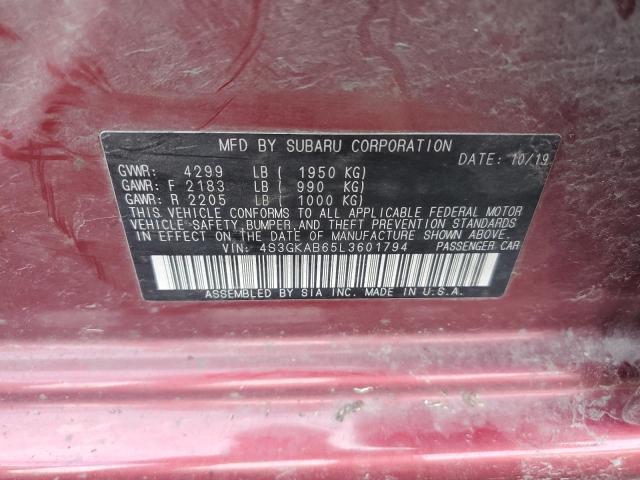 MFD BY SUBARU CORPORATION
DATE: 10/19
GVWR: 4299 LB ( 1950 KG)
GAWR: F 2183 LB ( 990 KG)
GAWR: R 2205 LB ( 1000 KG)
THIS VEHICLE CONFORMS TO ALL APPLICABLE FEDERAL MOTOR
VEHICLE SAFETY, BUMPER, AND THEFT PREVENTION STANDARDS
IN EFFECT ON THE DATE OF MANUFACTURE SHOWN ABOVE.
VIN: 4S3GKAB65L3601794 PASSENGER CAR
ASSEMBLED BY SIA INC. MADE IN U.S.A.